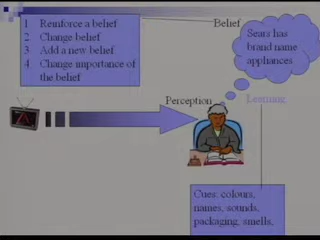 1 Reinforce a belief
2 Change belief
3 Add a new belief
4 Change importance of
the belief
Belief
Sears has
brand name
appliances
Perception
Learning
Cues: colours,
names, sounds,
packaging, smells,